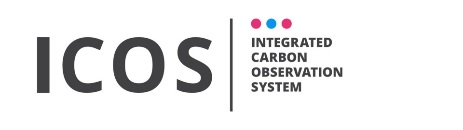 ICOS
INTEGRATED
CARBON
OBSERVATION
SYSTEM